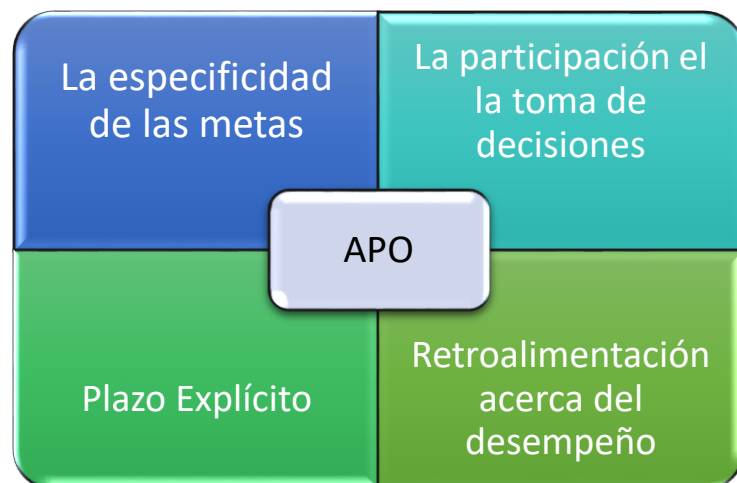 La especificidad
de las metas
La participación el
la toma de
decisiones
APO
Plazo Explícito
Retroalimentación
acerca del
desempeño